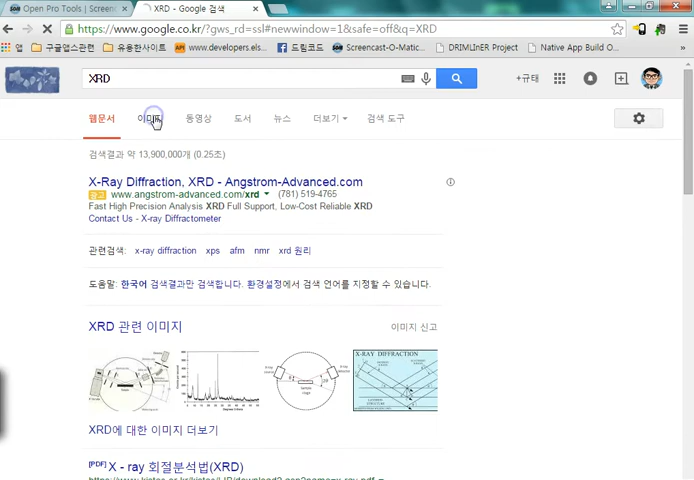 Open Pro Tools | Screenc
XRD - Google 검색
https://www.google.co.kr/?gws_rd=ssl#newwindow=1&safe=off&q=XRD
앱 구글앱스관련 유용한사이트 www.developers.els... 드림코드 Screencast-O-Matic... DRIMLInER Project Native App Build O...
XRD
+규태
웹문서 이미지 동영상 도서 뉴스 더보기 검색 도구
검색결과 약 13,900,000개 (0.25초)
X-Ray Diffraction, XRD - Angstrom-Advanced.com
광고 www.angstrom-advanced.com/xrd (781) 519-4765
Fast High Precision Analysis XRD Full Support, Low-Cost Reliable XRD
Contact Us - X-ray Diffractometer
관련검색: x-ray diffraction xps afm nmr xrd 원리
도움말: 한국어 검색결과만 검색합니다. 환경설정에서 검색 언어를 지정할 수 있습니다.
XRD 관련 이미지
이미지 신고
X-RAY DIFFRACTION
XRD에 대한 이미지 더보기
[PDF] X - ray 회절분석법(XRD)